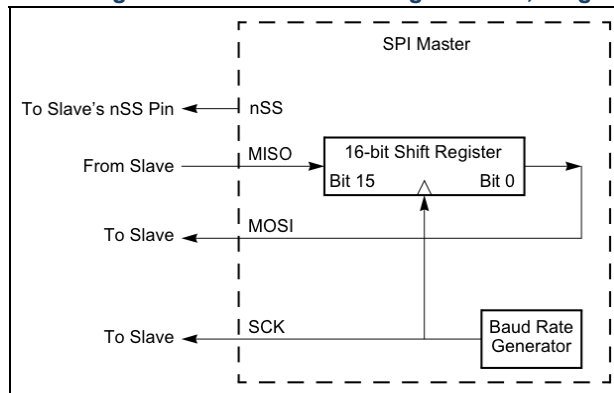 SPI Master
To Slave's nSS Pin
nSS
From Slave
MISO
16-bit Shift Register
Bit 15
Bit 0
To Slave
MOSI
To Slave
SCK
Baud Rate
Generator